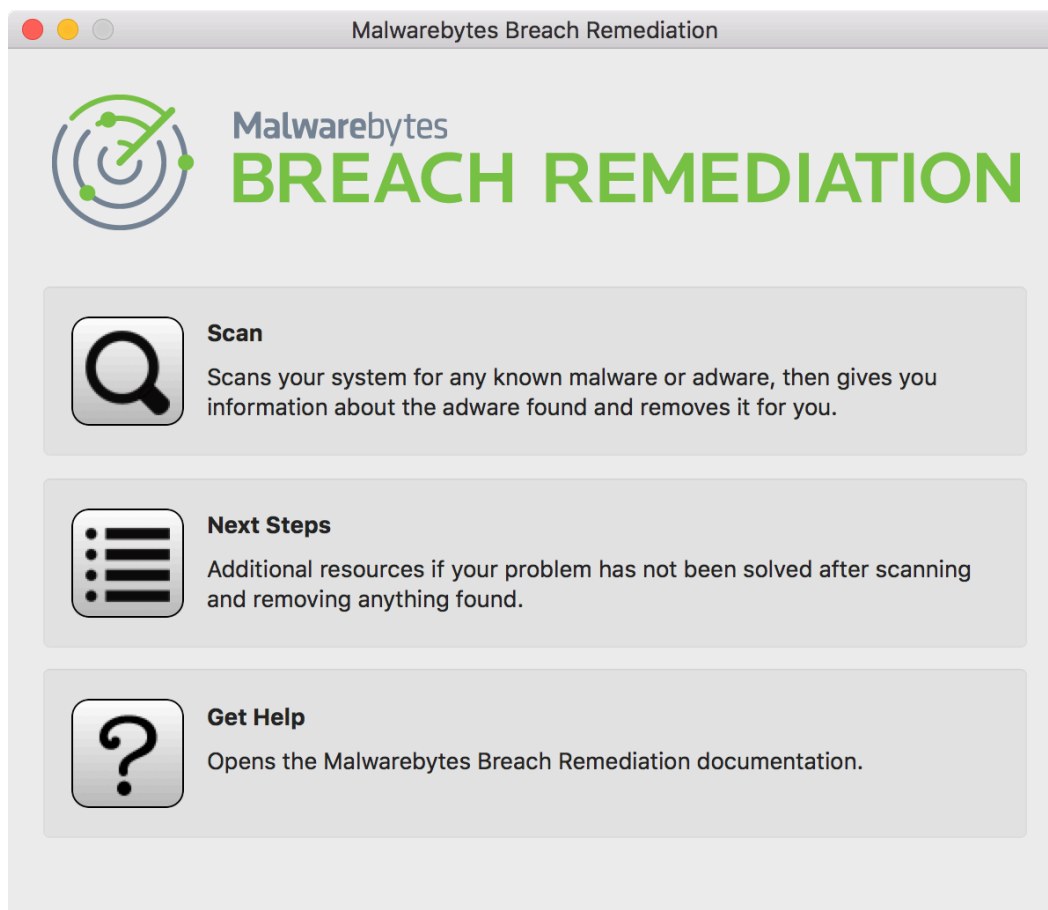 Malwarebytes Breach Remediation
Malwarebytes
BREACH REMEDIATION
Scan
Scans your system for any known malware or adware, then gives you
information about the adware found and removes it for you.
Next Steps
Additional resources if your problem has not been solved after scanning
and removing anything found.
Get Help
Opens the Malwarebytes Breach Remediation documentation.